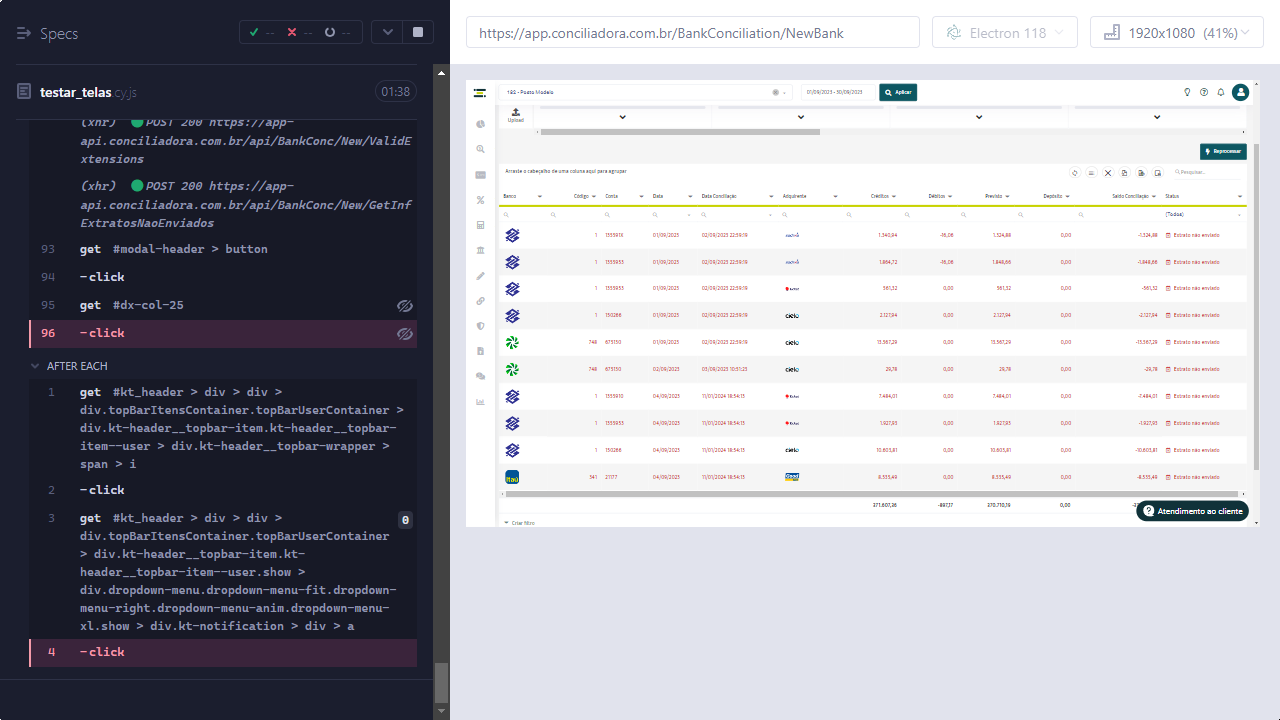 Specs
--
--
--
https://app.conciliadora.com.br/BankConciliation/NewBank
Electron 118
1920x1080 (41%)
testar_telas.cy.js
01:38
(xhr) POST 200 https://app-
api.conciliadora.com.br/api/BankConc/New/ValidE
xtensions
(xhr) POST 200 https://app-
api.conciliadora.com.br/api/BankConc/New/GetInf
ExtratosNaoEnviados
93 get #modal-header > button
94 -click
95 get #dx-col-25
96 -click
AFTER EACH
1 get #kt_header > div > div >
div.topBarItensContainer.topBarUserContainer >
div.kt-header__topbar-item.kt-header__topbar-
item--user > div.kt-header__topbar-wrapper >
span > i
2 -click
3 get #kt_header > div > div > 0
div.topBarItensContainer.topBarUserContainer
> div.kt-header__topbar-item.kt-
header__topbar-item--user.show >
div.dropdown-menu.dropdown-menu-fit.dropdown-
menu-right.dropdown-menu-anim.dropdown-menu-
xl.show > div.kt-notification > div > a
4 -click
182 - Posto Modelo
01/09/2023 - 30/09/2023
Aplicar
Upload
Reprocessar
Arraste o cabeçalho de uma coluna aqui para agrupar
Pesquisar...
Banco Código Conta Data Data Conciliação Adquirente Créditos Débitos Previsto Depósito Saldo Conciliação Status
(Todos)
1 01/09/2023 02/09/2023 22:59:19 1.340,94 -16,06 1.324,88 0,00 -1.324,88 Extrato não enviado
1 01/09/2023 02/09/2023 22:59:19 1.864,72 -16,06 1.848,66 0,00 -1.848,66 Extrato não enviado
1 01/09/2023 02/09/2023 22:59:19 561,32 0,00 561,32 0,00 -561,32 Extrato não enviado
1 150266 01/09/2023 02/09/2023 22:59:19 cielo 2.127,94 0,00 2.127,94 0,00 -2.127,94 Extrato não enviado
748 673150 01/09/2023 02/09/2023 22:59:19 cielo 13.567,29 0,00 13.567,29 0,00 -13.567,29 Extrato não enviado
748 673150 02/09/2023 03/09/2023 10:51:23 cielo 29,78 0,00 29,78 0,00 -29,78 Extrato não enviado
1 04/09/2023 11/01/2024 18:54:13 7.484,01 0,00 7.484,01 0,00 -7.484,01 Extrato não enviado
1 04/09/2023 11/01/2024 18:54:13 1.927,93 0,00 1.927,93 0,00 -1.927,93 Extrato não enviado
1 150266 04/09/2023 11/01/2024 18:54:13 cielo 10.603,81 0,00 10.603,81 0,00 -10.603,81 Extrato não enviado
Itaú 341 21177 04/09/2023 11/01/2024 18:54:13 8.535,49 0,00 8.535,49 0,00 -8.535,49 Extrato não enviado
371.607,36 -897,17 370.710,19 0,00
Atendimento ao cliente
Criar filtro